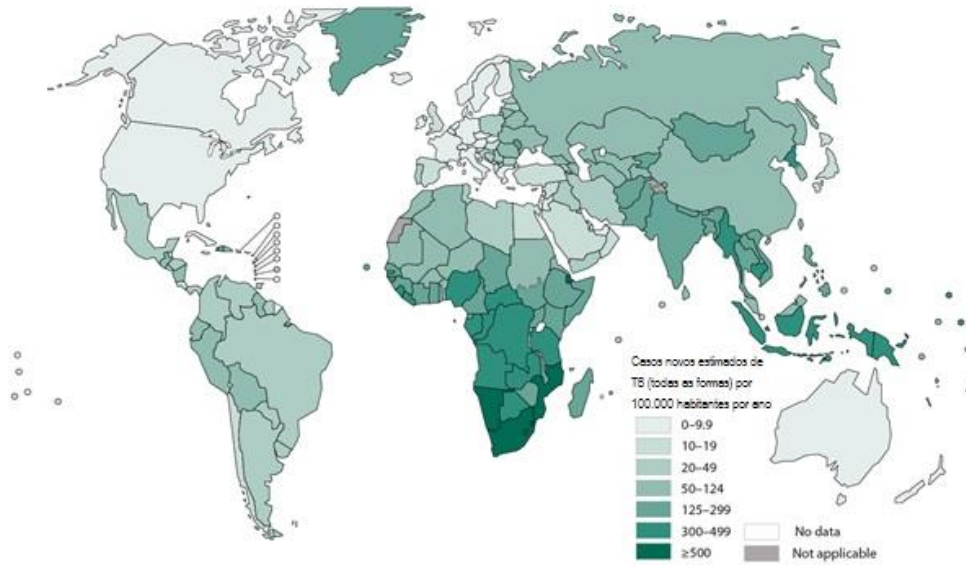 Casos novos estimados de
TB (todas as formas) por
100.000 habitantes por ano
0–9.9
10–19
20–49
50–124
125–299
300–499
≥500
No data
Not applicable